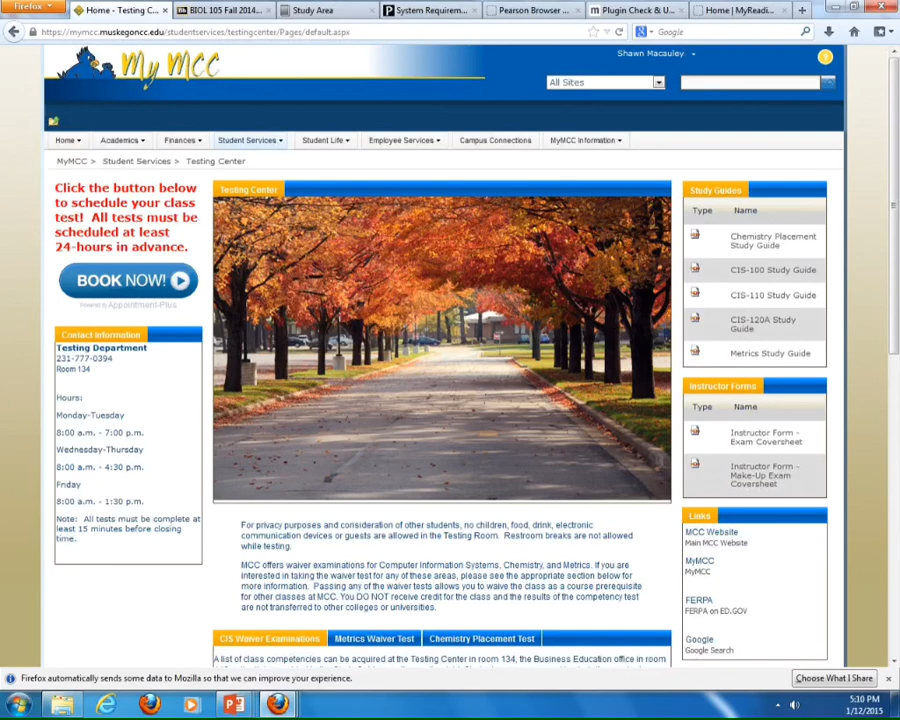 Firefox
Home - Testing C...
BIOL 105 Fall 2014...
Study Area
System Requirem...
Pearson Browser ...
Plugin Check & U...
Home | MyReadi...
https://mymcc.muskegoncc.edu/studentservices/testingcenter/Pages/default.aspx
Google
My MCC
Shawn Macauley
All Sites
Home
Academics
Finances
Student Services
Student Life
Employee Services
Campus Connections
MyMCC Information
MyMCC > Student Services > Testing Center
Click the button below
to schedule your class
test! All tests must be
scheduled at least
24-hours in advance.
BOOK NOW!
Powered by Appointment-Plus
Contact Information
Testing Department
231-777-0394
Room 134
Hours:
Monday-Tuesday
8:00 a.m. - 7:00 p.m.
Wednesday-Thursday
8:00 a.m. - 4:30 p.m.
Friday
8:00 a.m. - 1:30 p.m.
Note: All tests must be complete at
least 15 minutes before closing
time.
Testing Center
For privacy purposes and consideration of other students, no children, food, drink, electronic
communication devices or guests are allowed in the Testing Room. Restroom breaks are not allowed
while testing.
MCC offers waiver examinations for Computer Information Systems, Chemistry, and Metrics. If you are
interested in taking the waiver test for any of these areas, please see the appropriate section below for
more information. Passing any of the waiver tests allows you to waive the class as a course prerequisite
for other classes at MCC. You DO NOT receive credit for the class and the results of the competency test
are not transferred to other colleges or universities.
CIS Waiver Examinations
Metrics Waiver Test
Chemistry Placement Test
A list of class competencies can be acquired at the Testing Center in room 134, the Business Education office in room
Study Guides
Type Name
Chemistry Placement
Study Guide
CIS-100 Study Guide
CIS-110 Study Guide
CIS-120A Study
Guide
Metrics Study Guide
Instructor Forms
Type Name
Instructor Form -
Exam Coversheet
Instructor Form -
Make-Up Exam
Coversheet
Links
MCC Website
Main MCC Website
MyMCC
MyMCC
FERPA
FERPA on ED.GOV
Google
Google Search
Firefox automatically sends some data to Mozilla so that we can improve your experience.
Choose What I Share
5:10 PM
1/12/2015